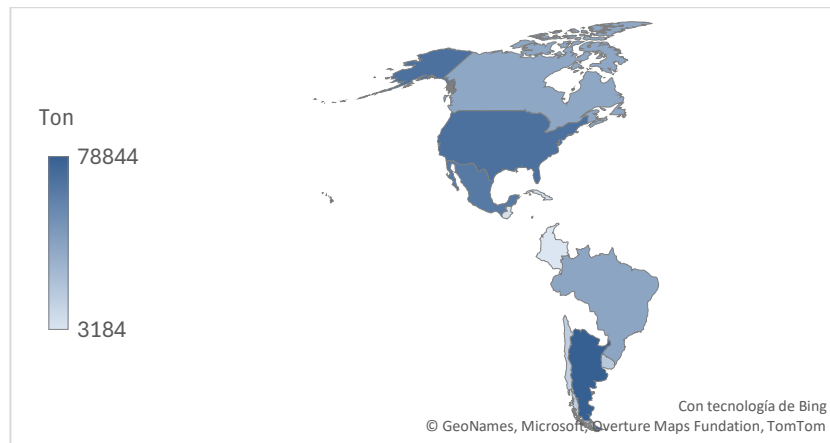 Ton
78844
3184
Con tecnología de Bing
© GeoNames, Microsoft, Overture Maps Fundation, TomTom